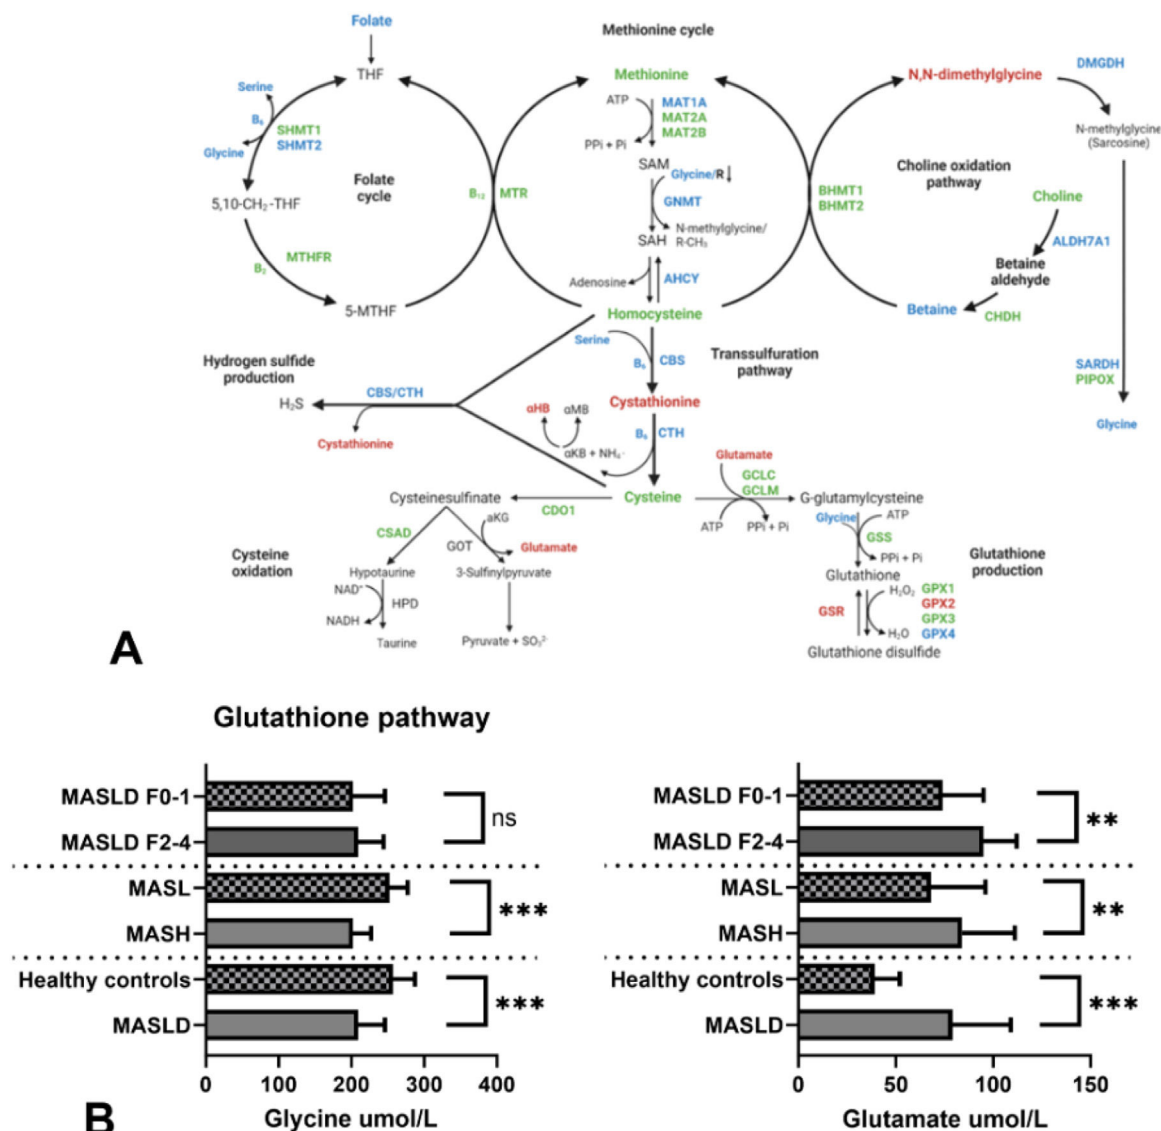 Folate
Methionine cycle
THF
Methionine
N,N-dimethylglycine
DMGDH
Serine
ATP
MAT1A
MAT2A
MAT2B
B₆
SHMT1
SHMT2
PPi + Pi
N-methylglycine
(Sarcosine)
Glycine
SAM
Folate
cycle
Glycine/R
Choline oxidation
pathway
B₁₂
MTR
BHMT1
BHMT2
GNMT
Choline
5,10-CH₂-THF
N-methylglycine/
R-CH₃
SAH
ALDH7A1
MTHFR
B₂
Adenosine
AHCY
Betaine
aldehyde
5-MTHF
Homocysteine
Betaine
CHDH
Serine
Hydrogen sulfide
production
B₆
CBS
Transsulfuration
pathway
SARDH
PIPOX
CBS/CTH
H₂S
αHB
αMB
Cystathionine
Glycine
Cystathionine
B₆
CTH
αKB + NH₄⁻
Glutamate
GCLC
GCLM
Cysteinesulfinate
CDO1
Cysteine
G-glutamylcysteine
ATP
PPi + Pi
Glycine
ATP
CSAD
aKG
GOT
Glutamate
GSS
PPi + Pi
Cysteine
oxidation
Glutathione
production
Hypotaurine
3-Sulfinylpyruvate
Glutathione
NAD⁺
HPD
NADH
GSR
H₂O₂
GPX1
GPX2
GPX3
GPX4
H₂O
Taurine
Pyruvate + SO₃²⁻
Glutathione disulfide
A
Glutathione pathway
MASLD F0-1
MASLD F2-4
ns
MASL
MASH
***
Healthy controls
MASLD
***
0 100 200 300 400
Glycine umol/L
MASLD F0-1
MASLD F2-4
**
MASL
MASH
**
Healthy controls
MASLD
***
0 50 100 150
Glutamate umol/L
B